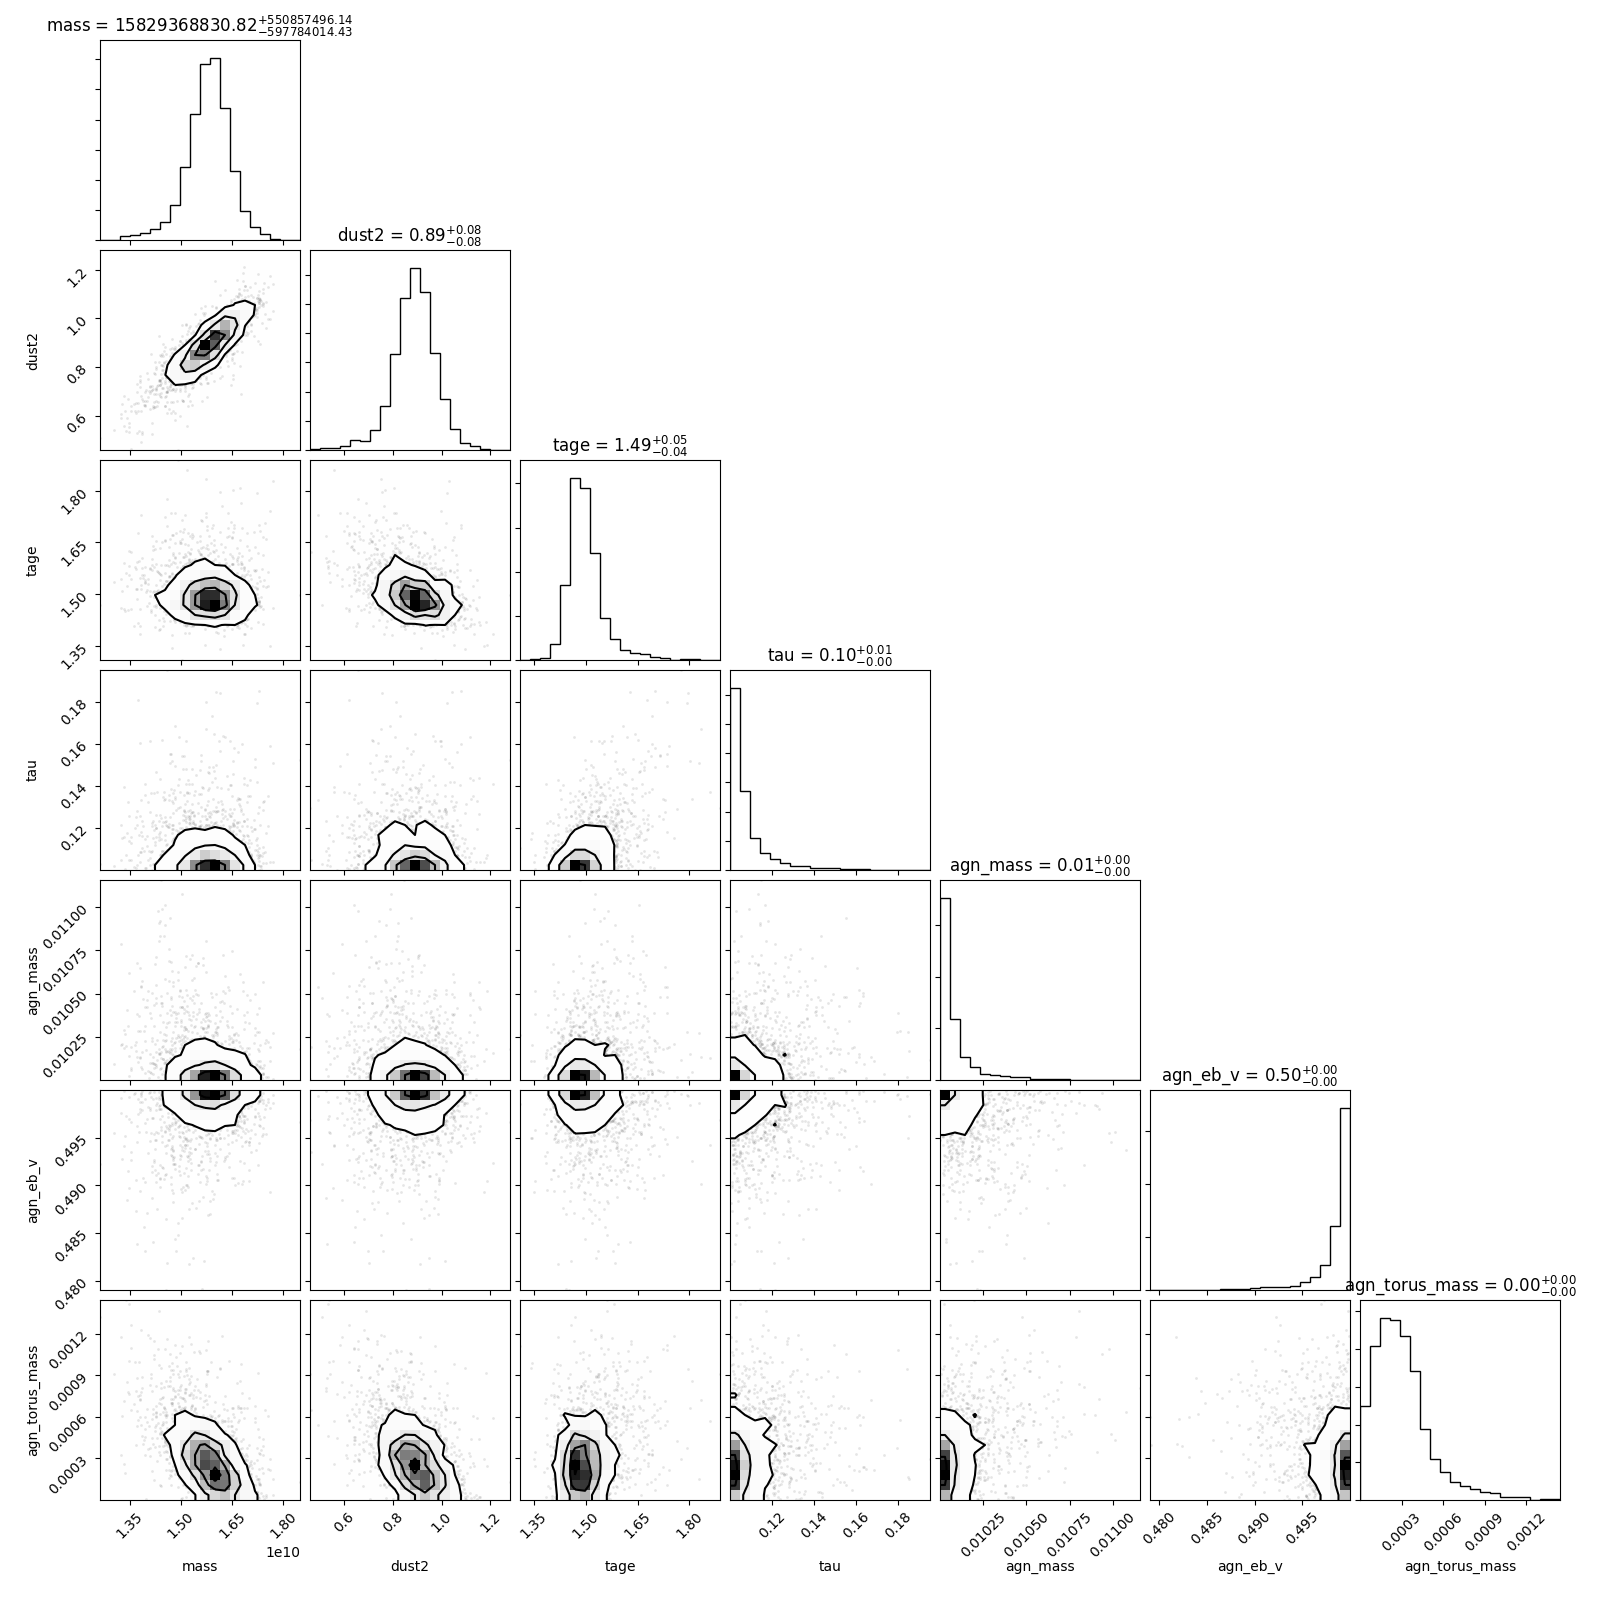 mass = 15829368830.82+550857496.14 −597784014.43
dust2 = 0.89+0.08 −0.08
1.2
1.0
0.8
0.6
dust2
tage = 1.49+0.05 −0.04
1.80
1.65
1.50
1.35
tage
tau = 0.10+0.01 −0.00
0.18
0.16
0.14
0.12
tau
agn_mass = 0.01+0.00 −0.00
0.01100
0.01075
0.01050
0.01025
agn_mass
agn_eb_v = 0.50+0.00 −0.00
0.495
0.490
0.485
0.480
agn_eb_v
agn_torus_mass = 0.00+0.00 −0.00
0.0012
0.0009
0.0006
0.0003
agn_torus_mass
1.35 1.50 1.65 1.80 0.6 0.8 1.0 1.2 1.35 1.50 1.65 1.80 0.12 0.14 0.16 0.18 0.01025 0.01050 0.01075 0.01100 0.480 0.485 0.490 0.495 0.0003 0.0006 0.0009 0.0012
1e10
mass dust2 tage tau agn_mass agn_eb_v agn_torus_mass